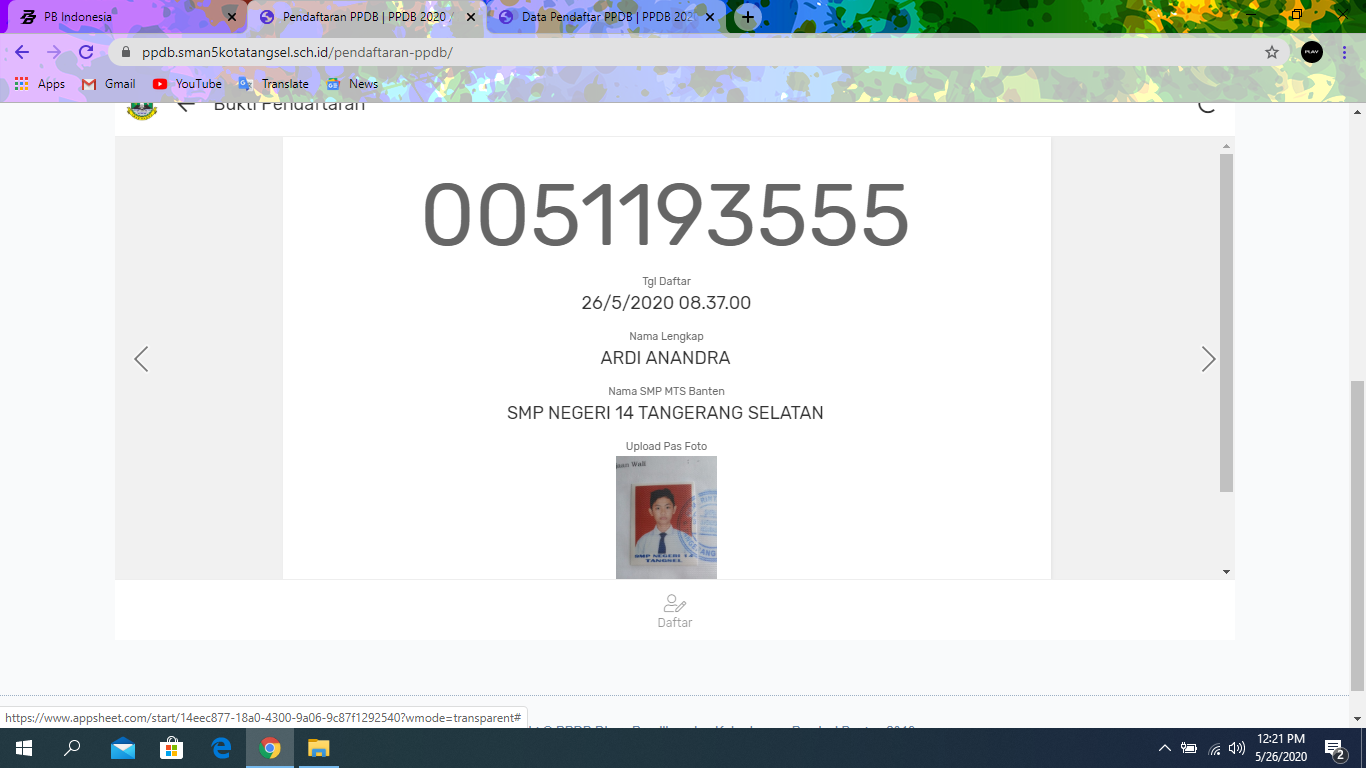 PB Indonesia
Pendaftaran PPDB | PPDB 2020 /
Data Pendaftar PPDB | PPDB 202
ppdb.sman5kotatangsel.sch.id/pendaftaran-ppdb/
PLAY
Apps
Gmail
YouTube
Translate
News
Bukti Pendaftaran
0051193555
Tgl Daftar
26/5/2020 08.37.00
Nama Lengkap
ARDI ANANDRA
Nama SMP MTS Banten
SMP NEGERI 14 TANGERANG SELATAN
Upload Pas Foto
Wali
SMP NEGERI 14
TANGSEL
Daftar
https://www.appsheet.com/start/14eec877-18a0-4300-9a06-9c87f1292540?wmode=transparent#
12:21 PM
5/26/2020
2